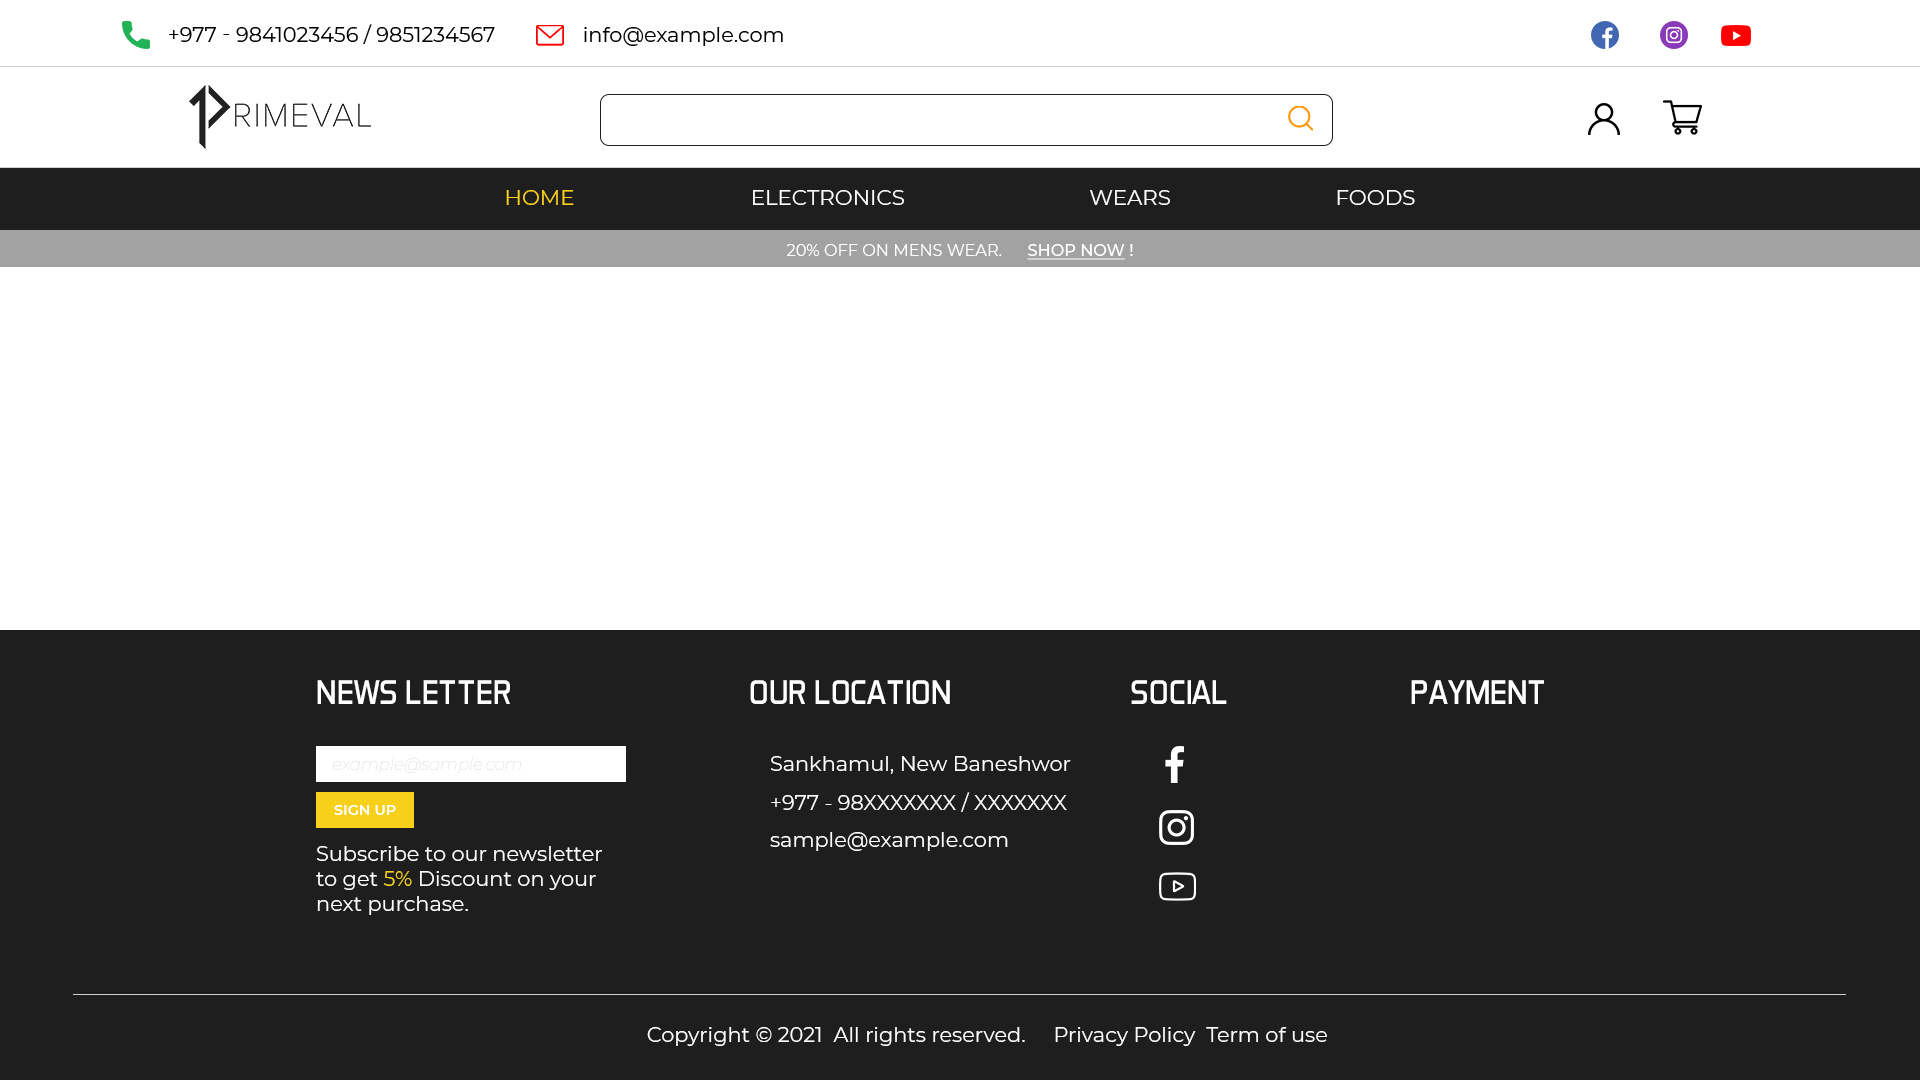 +977 - 9841023456 / 9851234567
info@example.com
PRIMEVAL
HOME
ELECTRONICS
WEARS
FOODS
20% OFF ON MENS WEAR. SHOP NOW !
NEWS LETTER
example@sample.com
SIGN UP
Subscribe to our newsletter
to get 5% Discount on your
next purchase.
OUR LOCATION
Sankhamul, New Baneshwor
+977 - 98XXXXXXX / XXXXXXX
sample@example.com
SOCIAL
PAYMENT
Copyright © 2021 All rights reserved. Privacy Policy Term of use